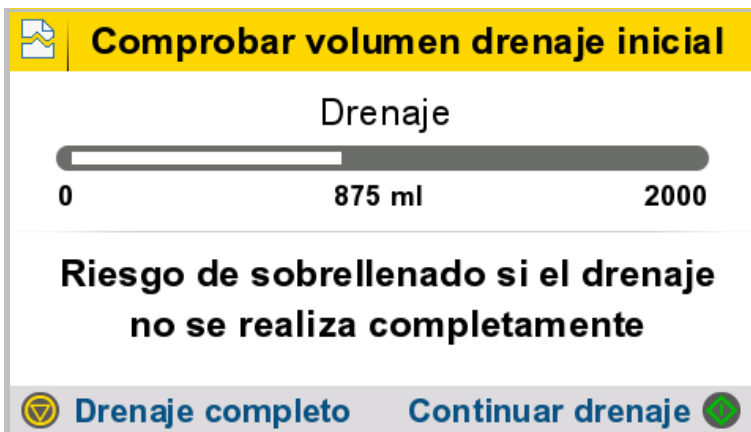 Comprobar volumen drenaje inicial
Drenaje
0 875 ml 2000
Riesgo de sobrellenado si el drenaje
no se realiza completamente
Drenaje completo Continuar drenaje